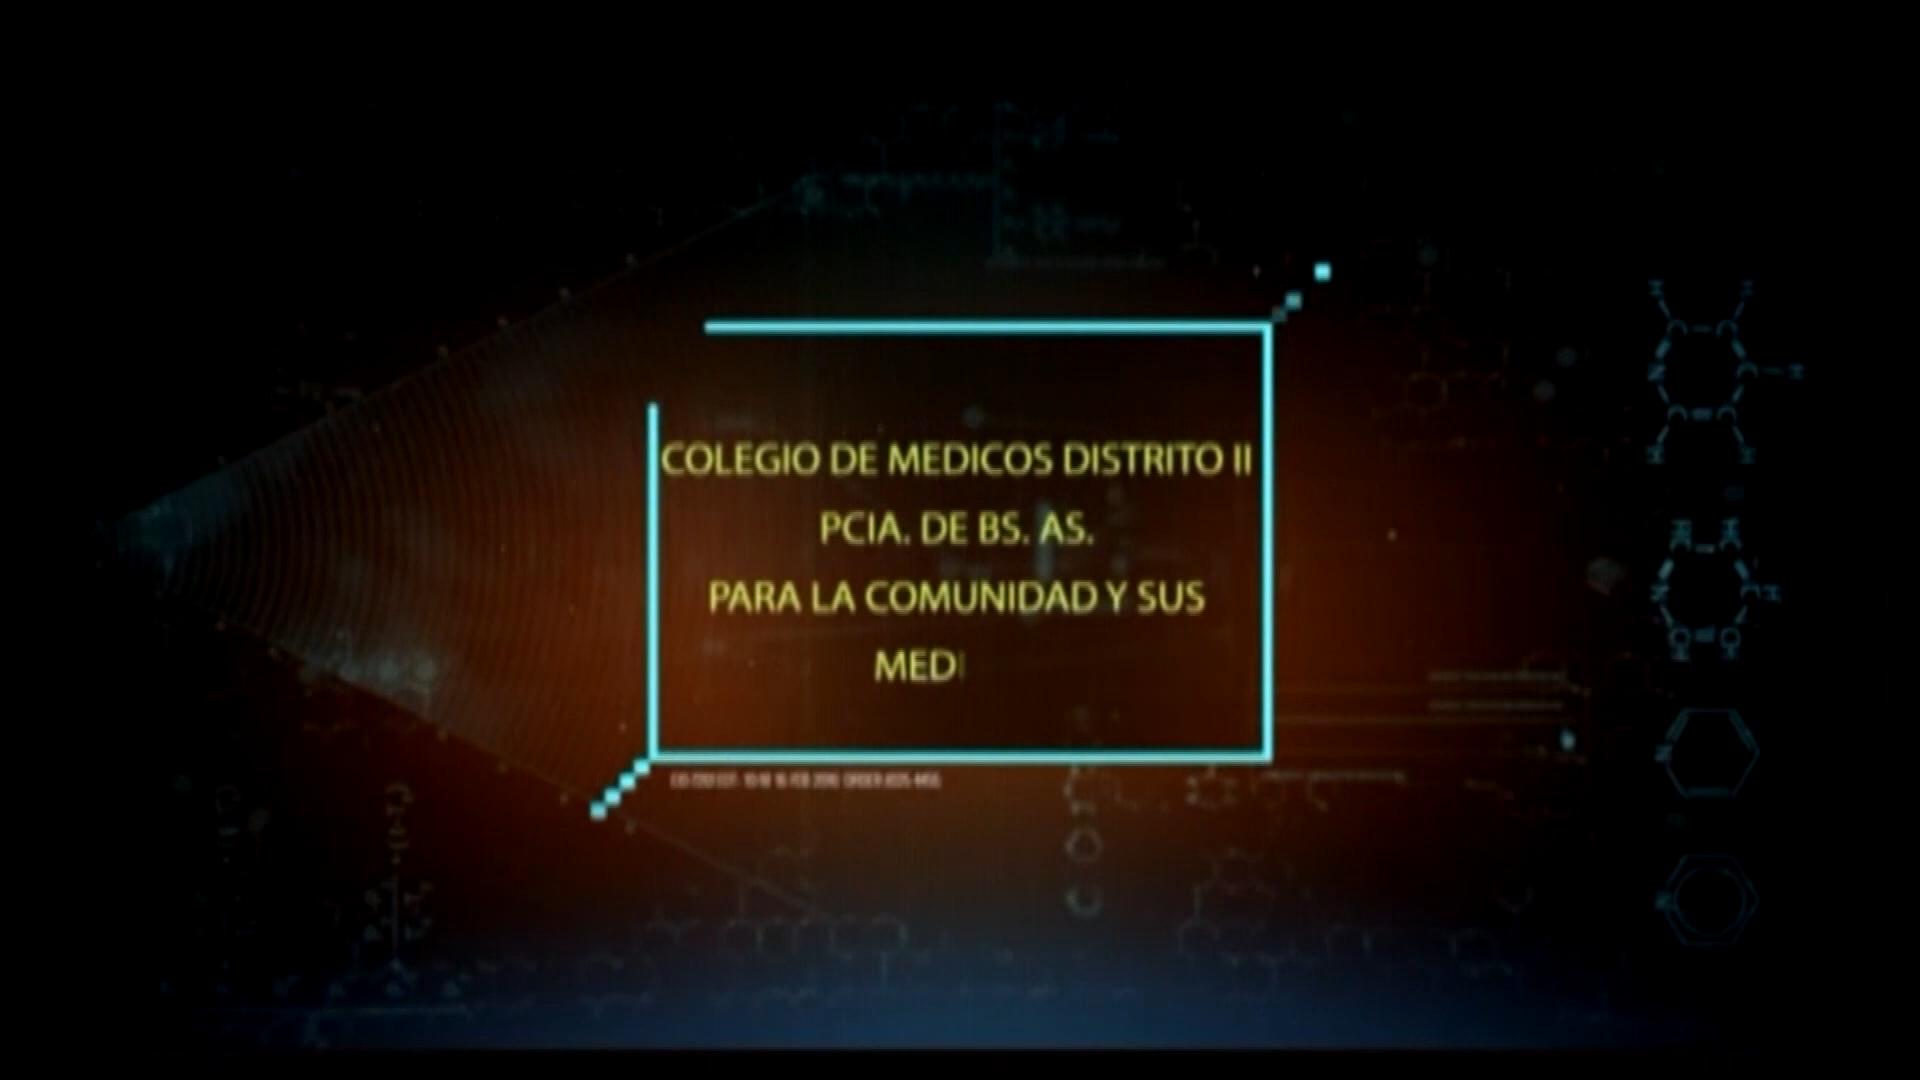 COLEGIO DE MEDICOS DISTRITO II
PCIA. DE BS. AS.
PARA LA COMUNIDAD Y SUS
MEDI